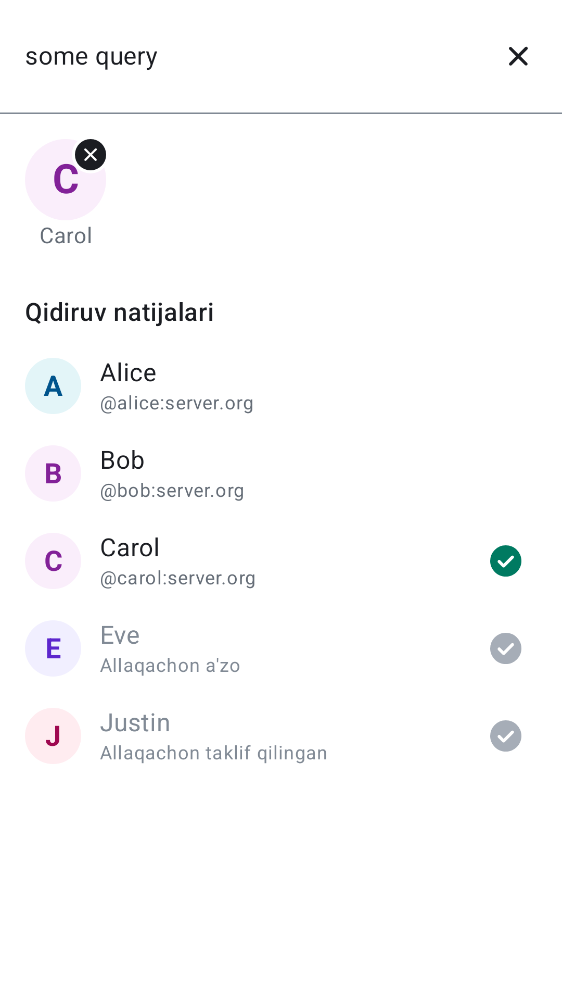 some query
C
Carol
Qidiruv natijalari
A
Alice
@alice:server.org
B
Bob
@bob:server.org
C
Carol
@carol:server.org
E
Eve
Allaqachon a'zo
J
Justin
Allaqachon taklif qilingan